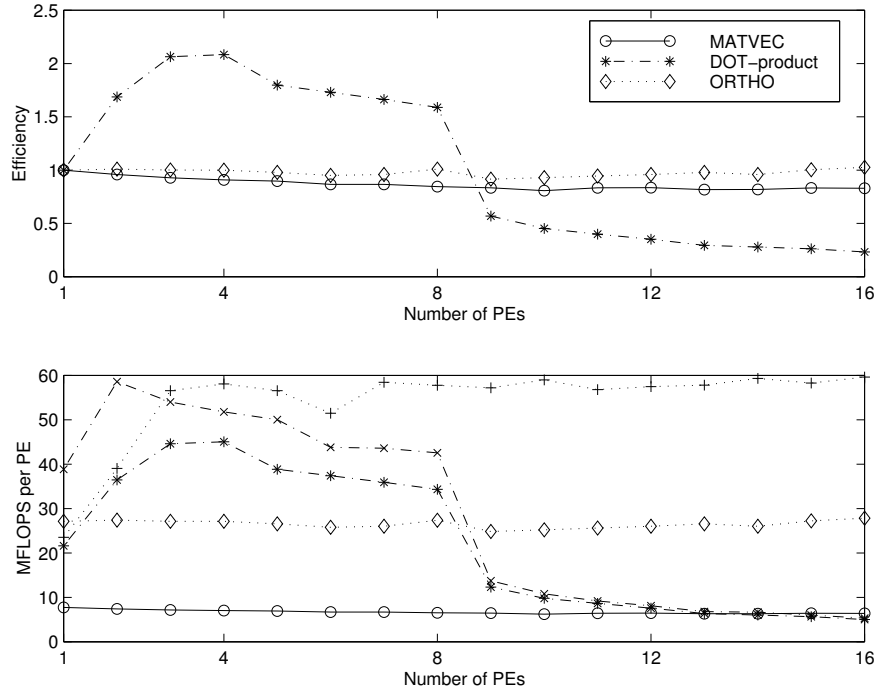 2.5
2
1.5
1
0.5
0
Efficiency
MATVEC
DOT-product
ORTHO
1 4 8 12 16
Number of PEs
60
50
40
30
20
10
0
MFLOPS per PE
1 4 8 12 16
Number of PEs